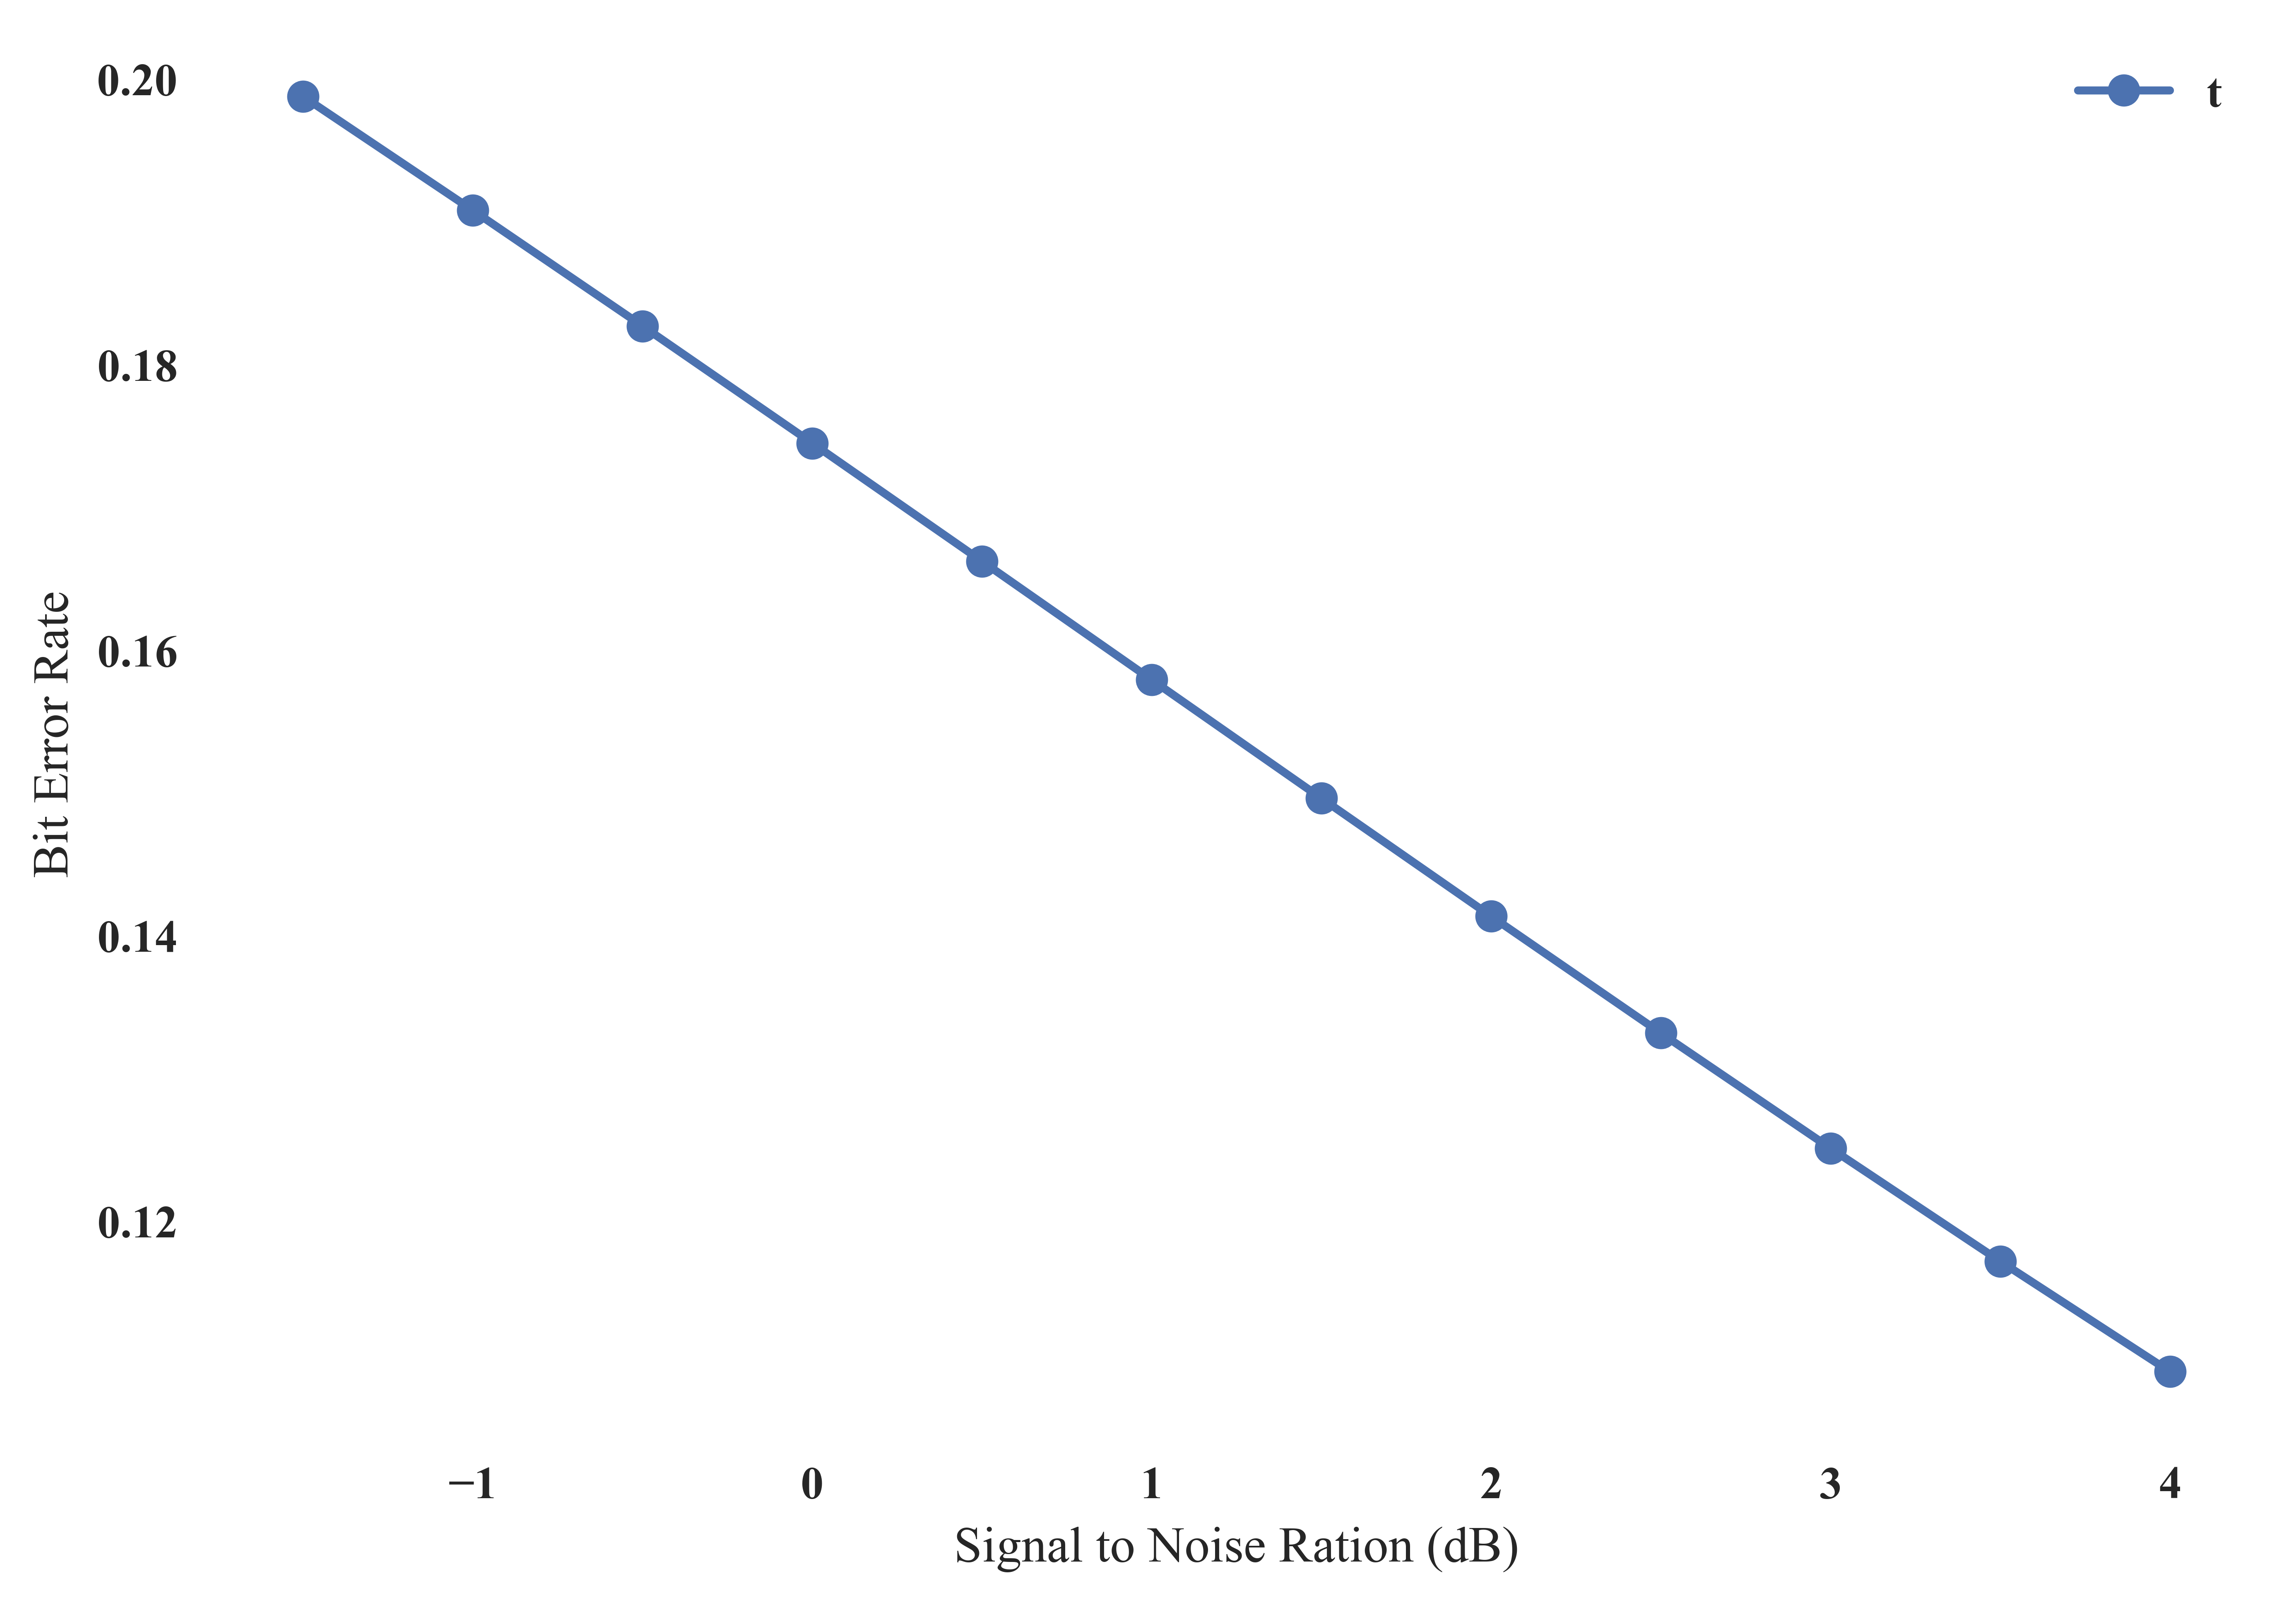 0.20
0.18
0.16
0.14
0.12
Bit Error Rate
t
−1 0 1 2 3 4
Signal to Noise Ration (dB)